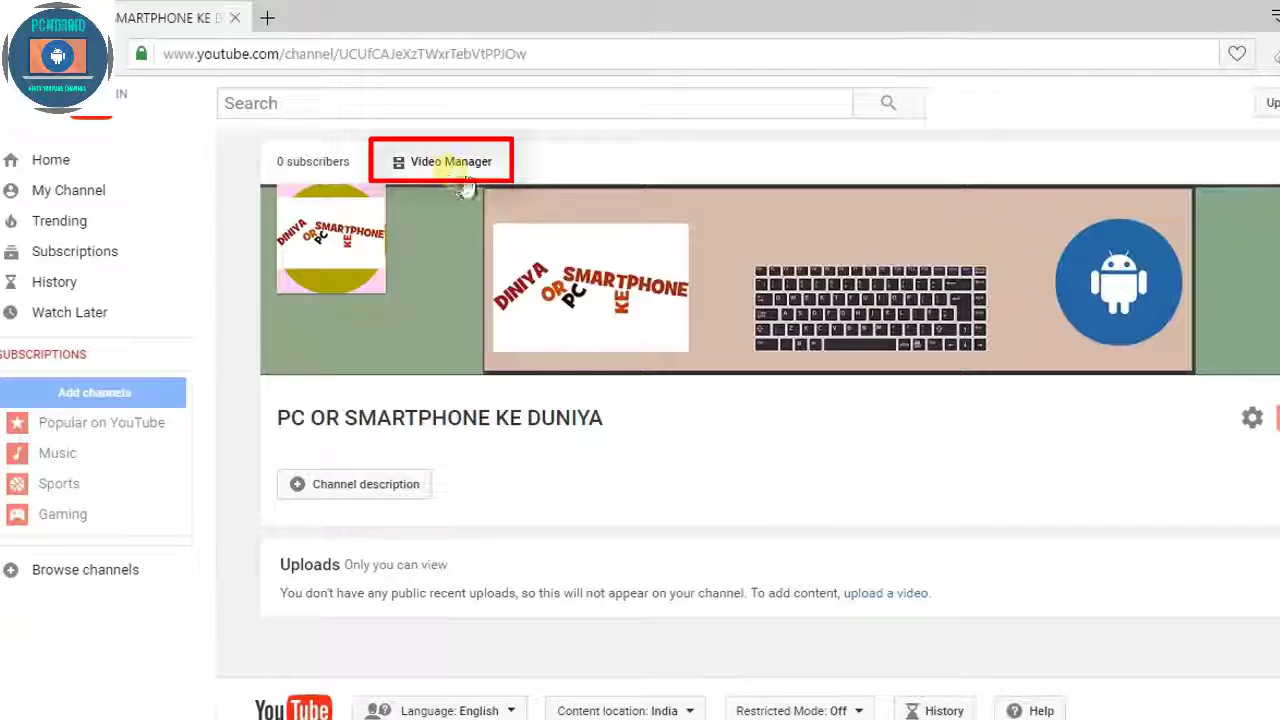 PC ANDROID
SMARTPHONE KE D
www.youtube.com/channel/UCUfCAJeXzTWxrTebVtPPJOw
IN
Search
Up
Home
My Channel
Trending
Subscriptions
History
Watch Later
SUBSCRIPTIONS
Add channels
Popular on YouTube
Music
Sports
Gaming
Browse channels
0 subscribers
Video Manager
DINIYA OR PC SMARTPHONE KE
DINIYA OR PC SMARTPHONE KE
PC OR SMARTPHONE KE DUNIYA
Channel description
Uploads Only you can view
You don't have any public recent uploads, so this will not appear on your channel. To add content, upload a video.
YouTube
Language: English
Content location: India
Restricted Mode: Off
History
Help